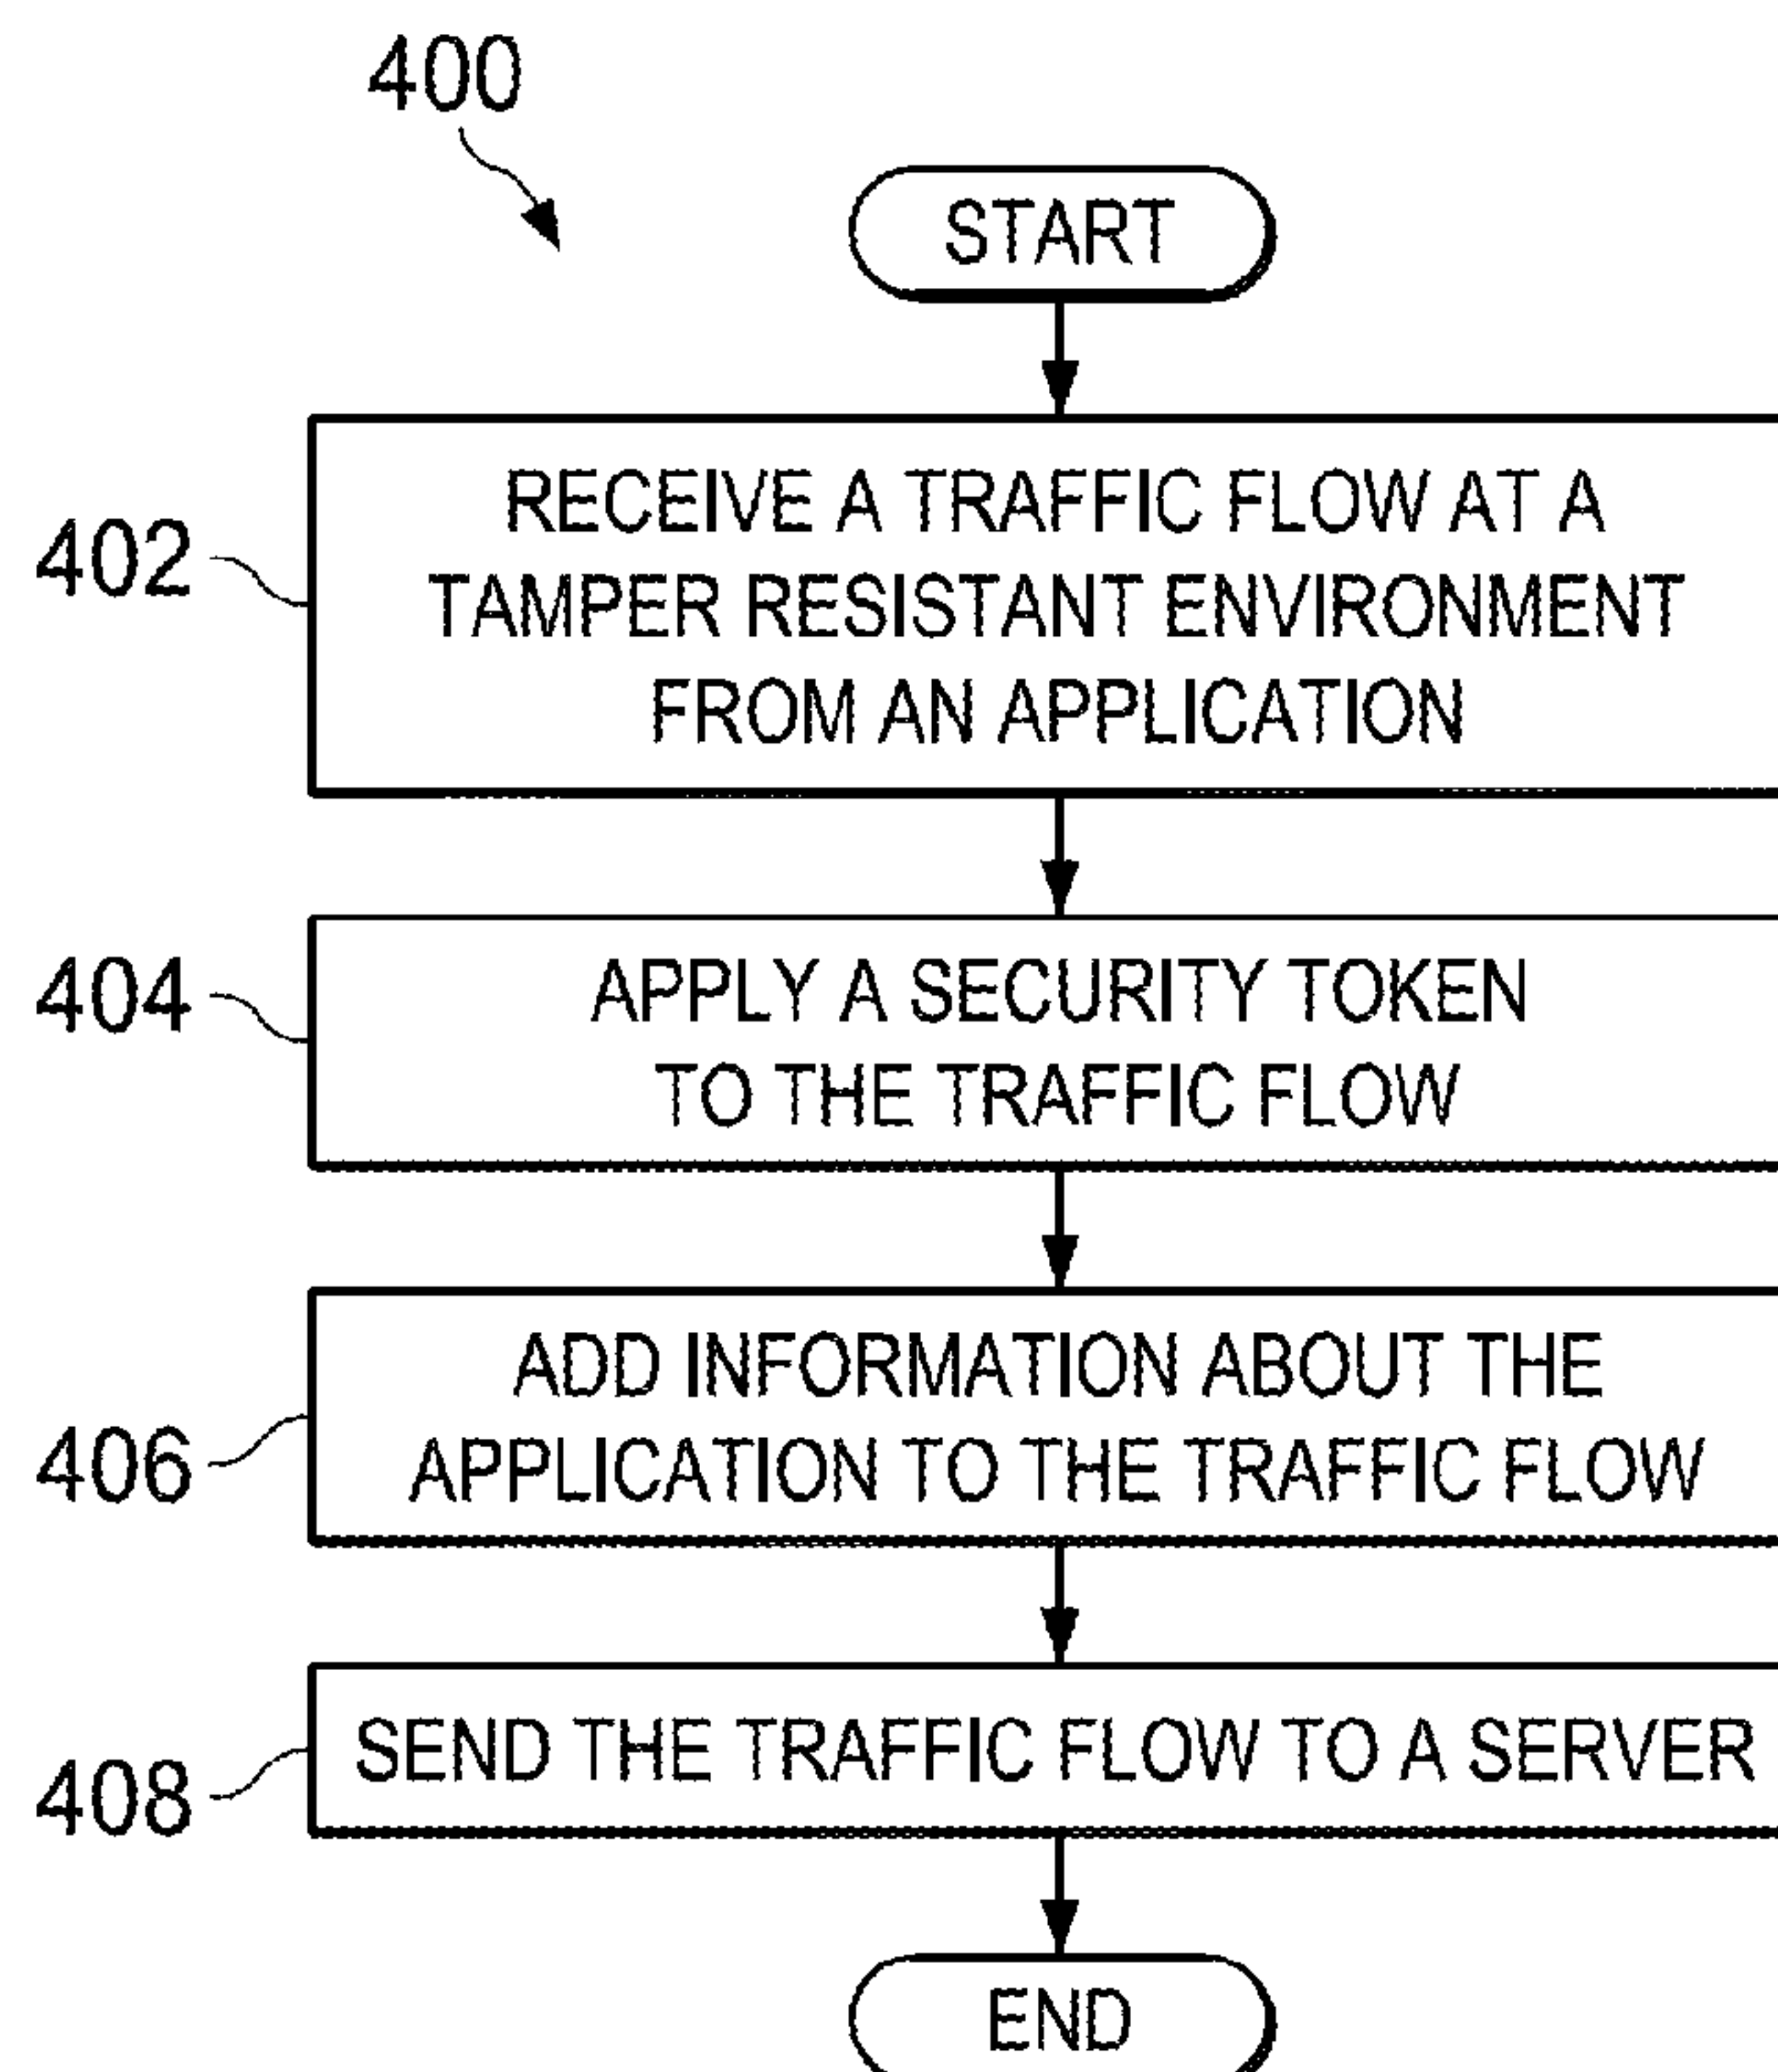 400
START
402
RECEIVE A TRAFFIC FLOW AT A
TAMPER RESISTANT ENVIRONMENT
FROM AN APPLICATION
404
APPLY A SECURITY TOKEN
TO THE TRAFFIC FLOW
406
ADD INFORMATION ABOUT THE
APPLICATION TO THE TRAFFIC FLOW
408
SEND THE TRAFFIC FLOW TO A SERVER
END